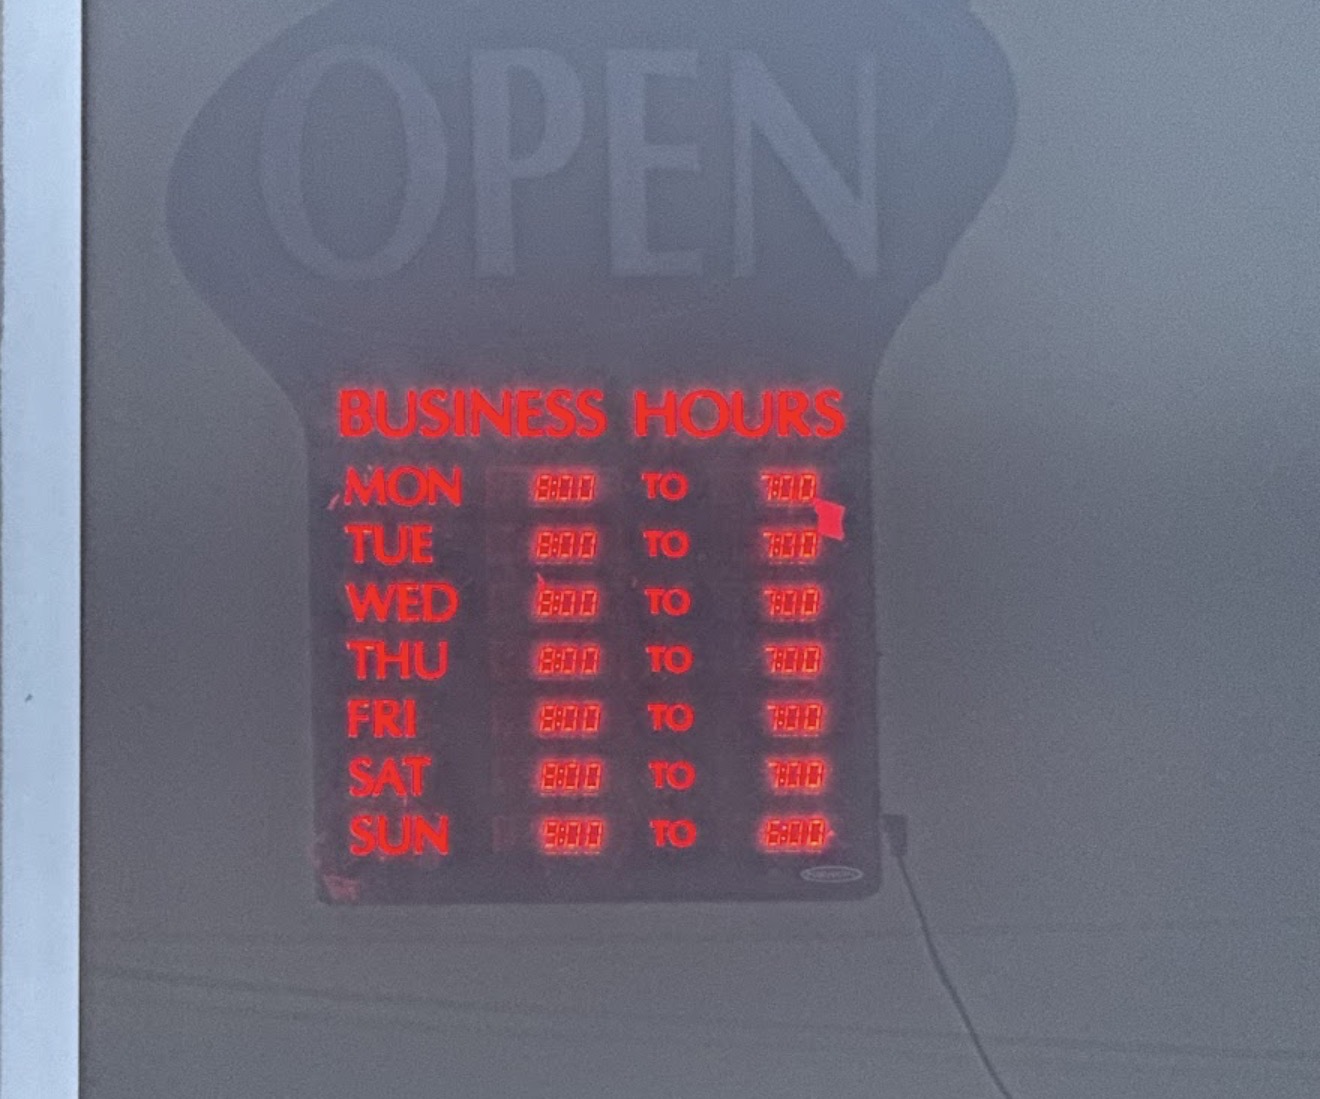 OPEN
BUSINESS HOURS
MON 8:00 TO 7:00
TUE 8:00 TO 7:00
WED 8:00 TO 7:00
THU 8:00 TO 7:00
FRI 8:00 TO 7:00
SAT 8:00 TO 7:00
SUN 9:00 TO 6:00